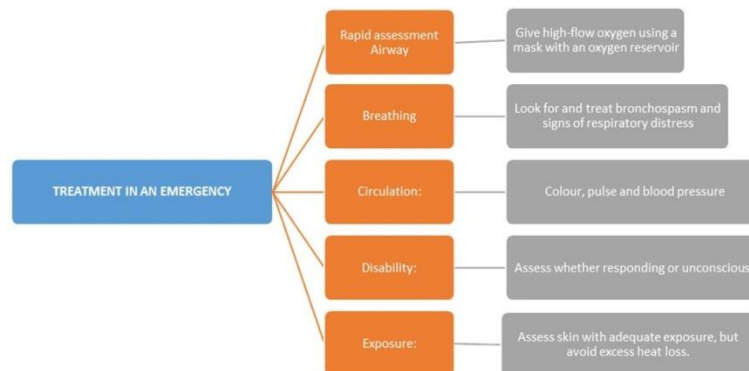 TREATMENT IN AN EMERGENCY
Rapid assessment
Airway
Give high-flow oxygen using a
mask with an oxygen reservoir
Breathing
Look for and treat bronchospasm and
signs of respiratory distress
Circulation:
Colour, pulse and blood pressure
Disability:
Assess whether responding or unconscious
Exposure:
Assess skin with adequate exposure, but
avoid excess heat loss.